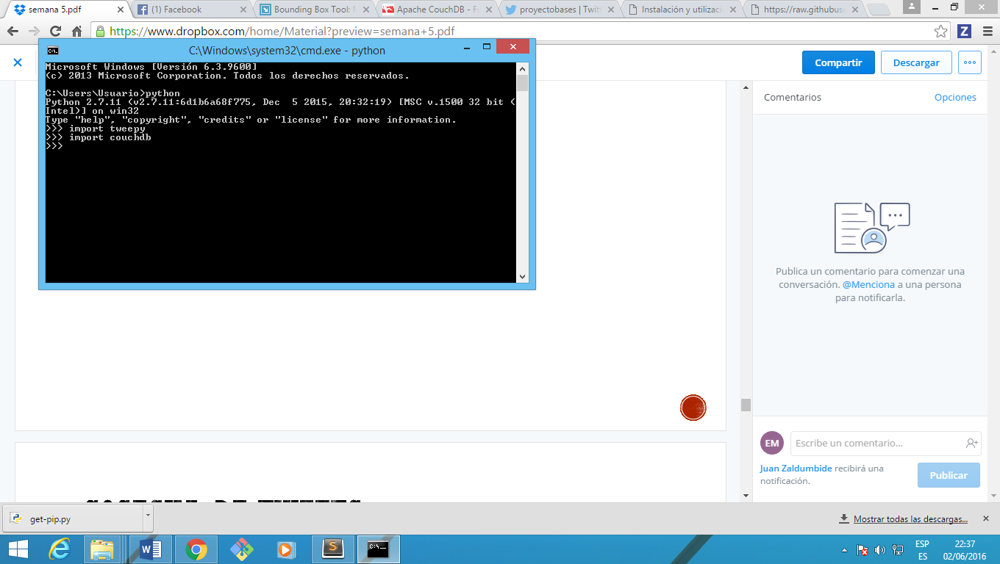 semana 5.pdf
(1) Facebook
Bounding Box Tool: M
Apache CouchDB - F
proyectobases | Twitt
Instalación y utilizaci
https://raw.githubus
https://www.dropbox.com/home/Material?preview=semana+5.pdf
Z
C:\Windows\system32\cmd.exe - python
Microsoft Windows [Versión 6.3.9600]
(c) 2013 Microsoft Corporation. Todos los derechos reservados.
C:\Users\Usuario>python
Python 2.7.11 (v2.7.11:6d1b6a68f775, Dec  5 2015, 20:32:19) [MSC v.1500 32 bit (
Intel)] on win32
Type "help", "copyright", "credits" or "license" for more information.
>>> import tweepy
>>> import couchdb
>>>
Compartir
Descargar
Comentarios
Opciones
Publica un comentario para comenzar una
conversación. @Menciona a una persona
para notificarla.
EM
Escribe un comentario...
Juan Zaldumbide recibirá una
notificación.
Publicar
get-pip.py
Mostrar todas las descargas...
ESP
ES
22:37
02/06/2016